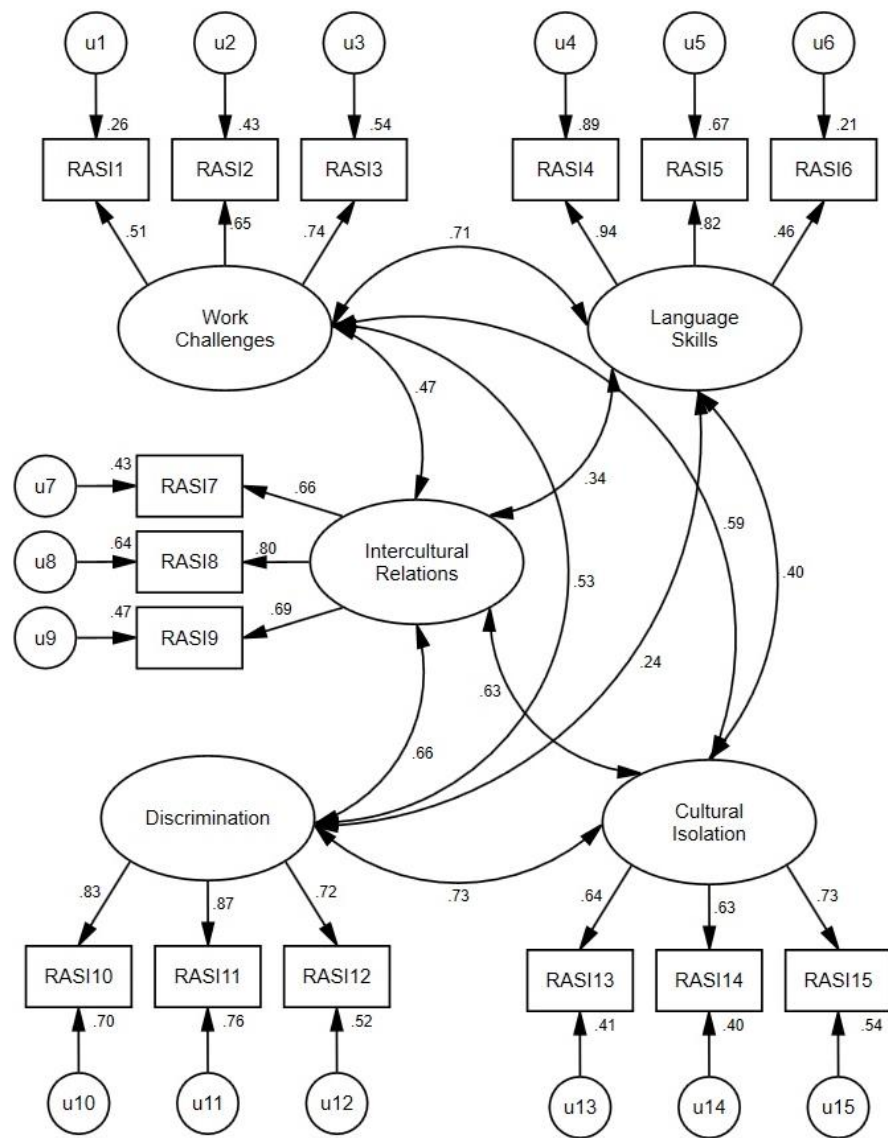 u1
u2
u3
u4
u5
u6
.26
.43
.54
.89
.67
.21
RASI1
RASI2
RASI3
RASI4
RASI5
RASI6
.51
.65
.74
.94
.82
.46
.71
Work
Challenges
Language
Skills
.47
.43
u7
RASI7
.66
.34
.64
u8
RASI8
.80
Intercultural
Relations
.59
.53
.40
.47
u9
RASI9
.69
.24
.63
.66
Discrimination
Cultural
Isolation
.73
.83
.87
.72
.64
.63
.73
RASI10
RASI11
RASI12
RASI13
RASI14
RASI15
.70
.76
.52
.41
.40
.54
u10
u11
u12
u13
u14
u15